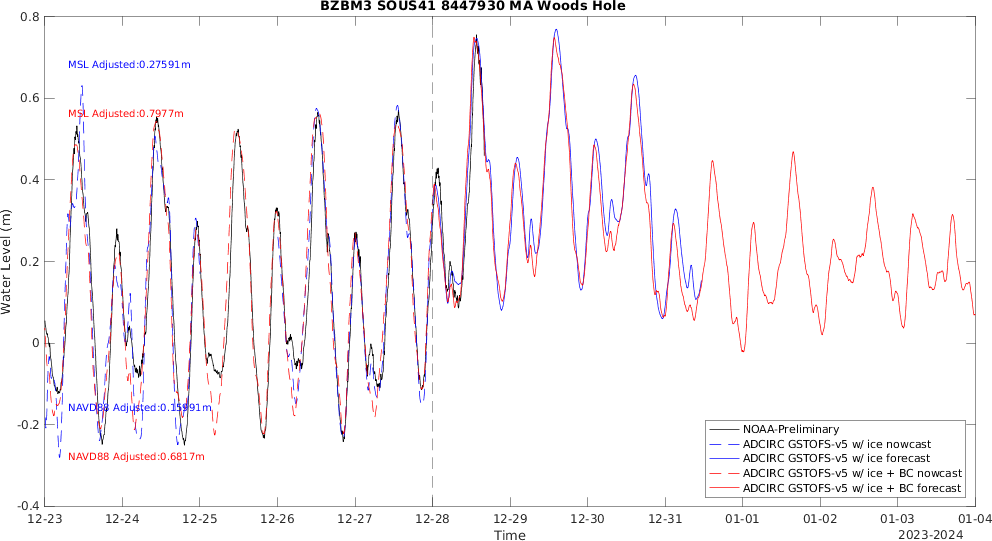 BZBM3 SOUS41 8447930 MA Woods Hole
Water Level (m)
0.8
0.6
0.4
0.2
0
-0.2
-0.4
MSL Adjusted:0.27591m
MSL Adjusted:0.7977m
NAVD88 Adjusted:0.15991m
NAVD88 Adjusted:0.6817m
NOAA-Preliminary
ADCIRC GSTOFS-v5 w/ ice nowcast
ADCIRC GSTOFS-v5 w/ ice forecast
ADCIRC GSTOFS-v5 w/ ice + BC nowcast
ADCIRC GSTOFS-v5 w/ ice + BC forecast
12-23 12-24 12-25 12-26 12-27 12-28 12-29 12-30 12-31 01-01 01-02 01-03 01-04
Time
2023-2024